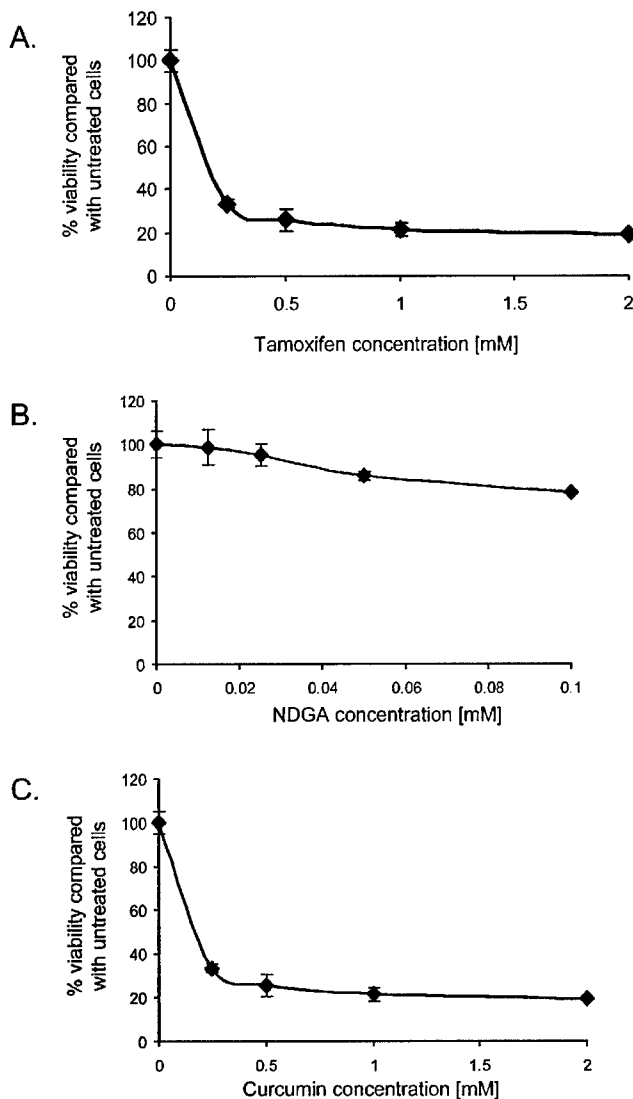 A.
% viability compared
with untreated cells
120
100
80
60
40
20
0
0 0.5 1 1.5 2
Tamoxifen concentration [mM]
B.
% viability compared
with untreated cells
120
100
80
60
40
20
0
0 0.02 0.04 0.06 0.08 0.1
NDGA concentration [mM]
C.
% viability compared
with untreated cells
120
100
80
60
40
20
0
0 0.5 1 1.5 2
Curcumin concentration [mM]